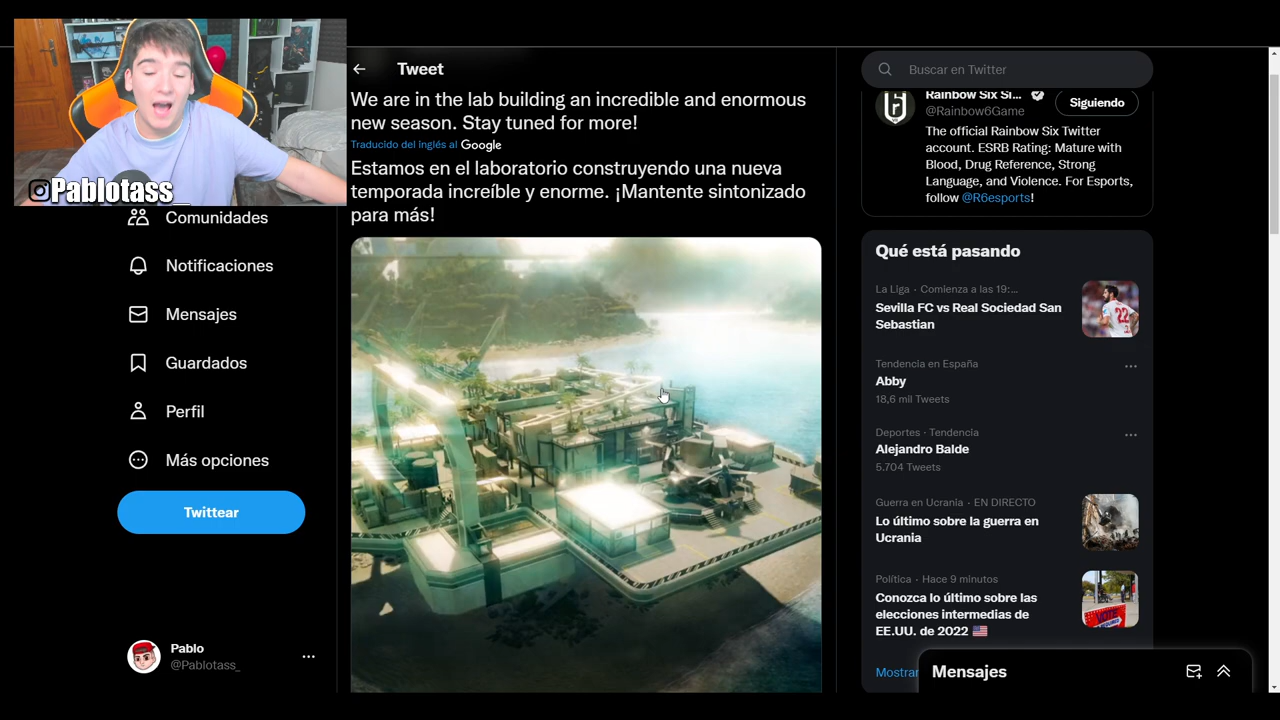 Pablotass_
Comunidades
Notificaciones
Mensajes
Guardados
Perfil
Más opciones
Twittear
Pablo
@Pablotass_
Tweet
We are in the lab building an incredible and enormous
new season. Stay tuned for more!
Traducido del inglés al Google
Estamos en el laboratorio construyendo una nueva
temporada increíble y enorme. ¡Mantente sintonizado
para más!
Buscar en Twitter
Rainbow Six Si...
@Rainbow6Game
Siguiendo
The official Rainbow Six Twitter
account. ESRB Rating: Mature with
Blood, Drug Reference, Strong
Language, and Violence. For Esports,
follow @R6esports!
Qué está pasando
La Liga · Comienza a las 19:...
Sevilla FC vs Real Sociedad San
Sebastian
22
Tendencia en España
Abby
18,6 mil Tweets
Deportes · Tendencia
Alejandro Balde
5.704 Tweets
Guerra en Ucrania · EN DIRECTO
Lo último sobre la guerra en
Ucrania
Política · Hace 9 minutos
Conozca lo último sobre las
elecciones intermedias de
EE.UU. de 2022 🇺🇸
VOTE
Mostrar
Mensajes